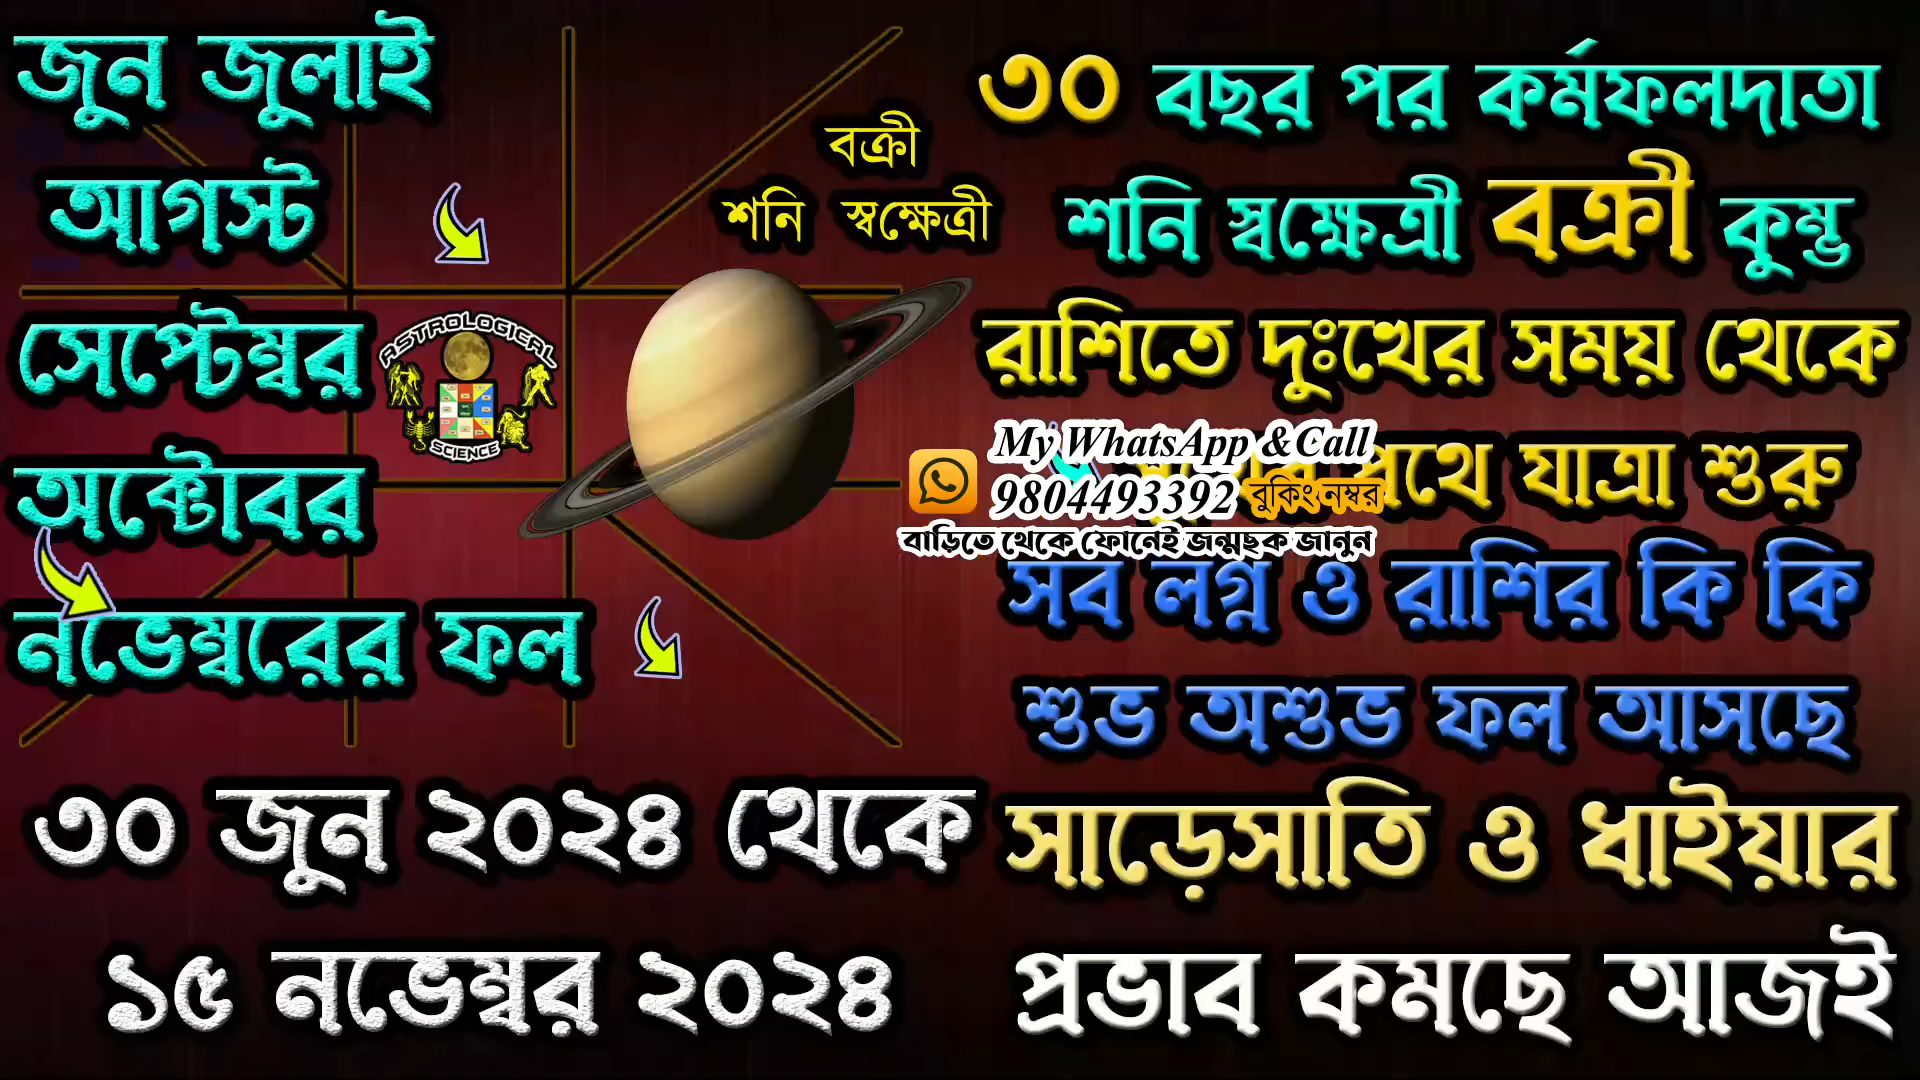 জুন জুলাই
আগস্ট
সেপ্টেম্বর
অক্টোবর
নভেম্বরের ফল
ASTROLOGICAL
SCIENCE
বক্রী
শনি স্বক্ষেত্রী
৩০ বছর পর কর্মফলদাতা
শনি স্বক্ষেত্রী বক্রী কুম্ভ
রাশিতে দুঃখের সময় থেকে
পথে যাত্রা শুরু
My WhatsApp &Call
9804493392 বুকিং নম্বর
বাড়িতে থেকে ফোনেই জন্মছক জানুন
সব লগ্ন ও রাশির কি কি
শুভ অশুভ ফল আসছে
৩০ জুন ২০২৪ থেকে
১৫ নভেম্বর ২০২৪
সাড়েসাতি ও ধাইয়ার
প্রভাব কমছে আজই